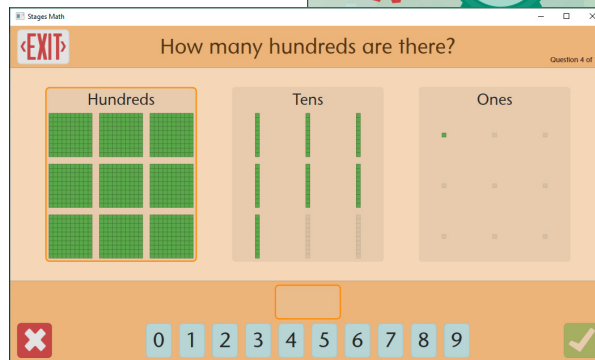 Stages Math
‹EXIT›
How many hundreds are there?
Question 4 of
Hundreds
Tens
Ones
0 1 2 3 4 5 6 7 8 9